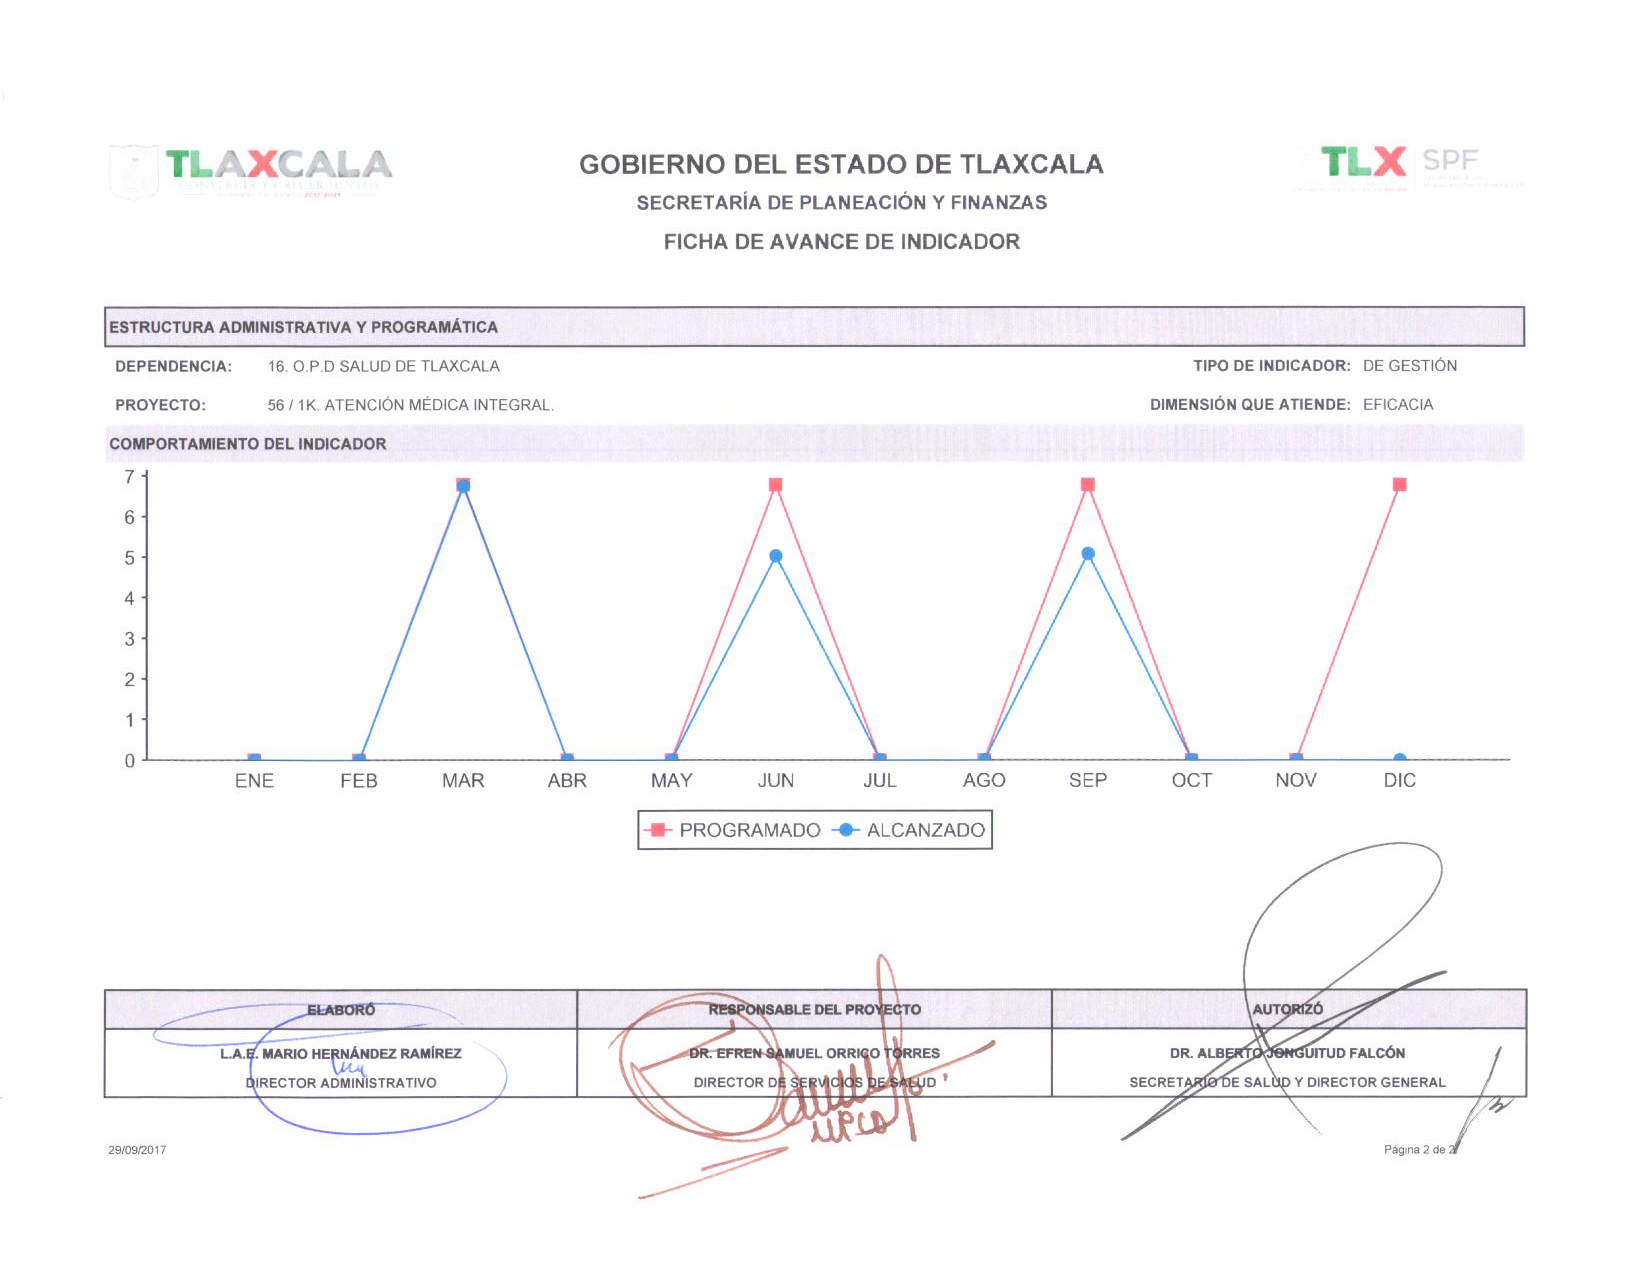 TLAXCALA
CONSTRUIR Y CRECER JUNTOS
GOBIERNO DEL ESTADO DE TLAXCALA
SECRETARÍA DE PLANEACIÓN Y FINANZAS
FICHA DE AVANCE DE INDICADOR
TLX SPF
ESTRUCTURA ADMINISTRATIVA Y PROGRAMÁTICA
DEPENDENCIA: 16. O.P.D SALUD DE TLAXCALA TIPO DE INDICADOR: DE GESTIÓN
PROYECTO: 56 / 1K. ATENCIÓN MÉDICA INTEGRAL. DIMENSIÓN QUE ATIENDE: EFICACIA
COMPORTAMIENTO DEL INDICADOR
7
6
5
4
3
2
1
0
ENE FEB MAR ABR MAY JUN JUL AGO SEP OCT NOV DIC
PROGRAMADO ALCANZADO
ELABORÓ RESPONSABLE DEL PROYECTO AUTORIZÓ
L.A.E. MARIO HERNÁNDEZ RAMÍREZ DR. EFREN SAMUEL ORRICO TORRES DR. ALBERTO JONGUITUD FALCÓN
DIRECTOR ADMINISTRATIVO DIRECTOR DE SERVICIOS DE SALUD SECRETARIO DE SALUD Y DIRECTOR GENERAL
29/09/2017 Página 2 de 2